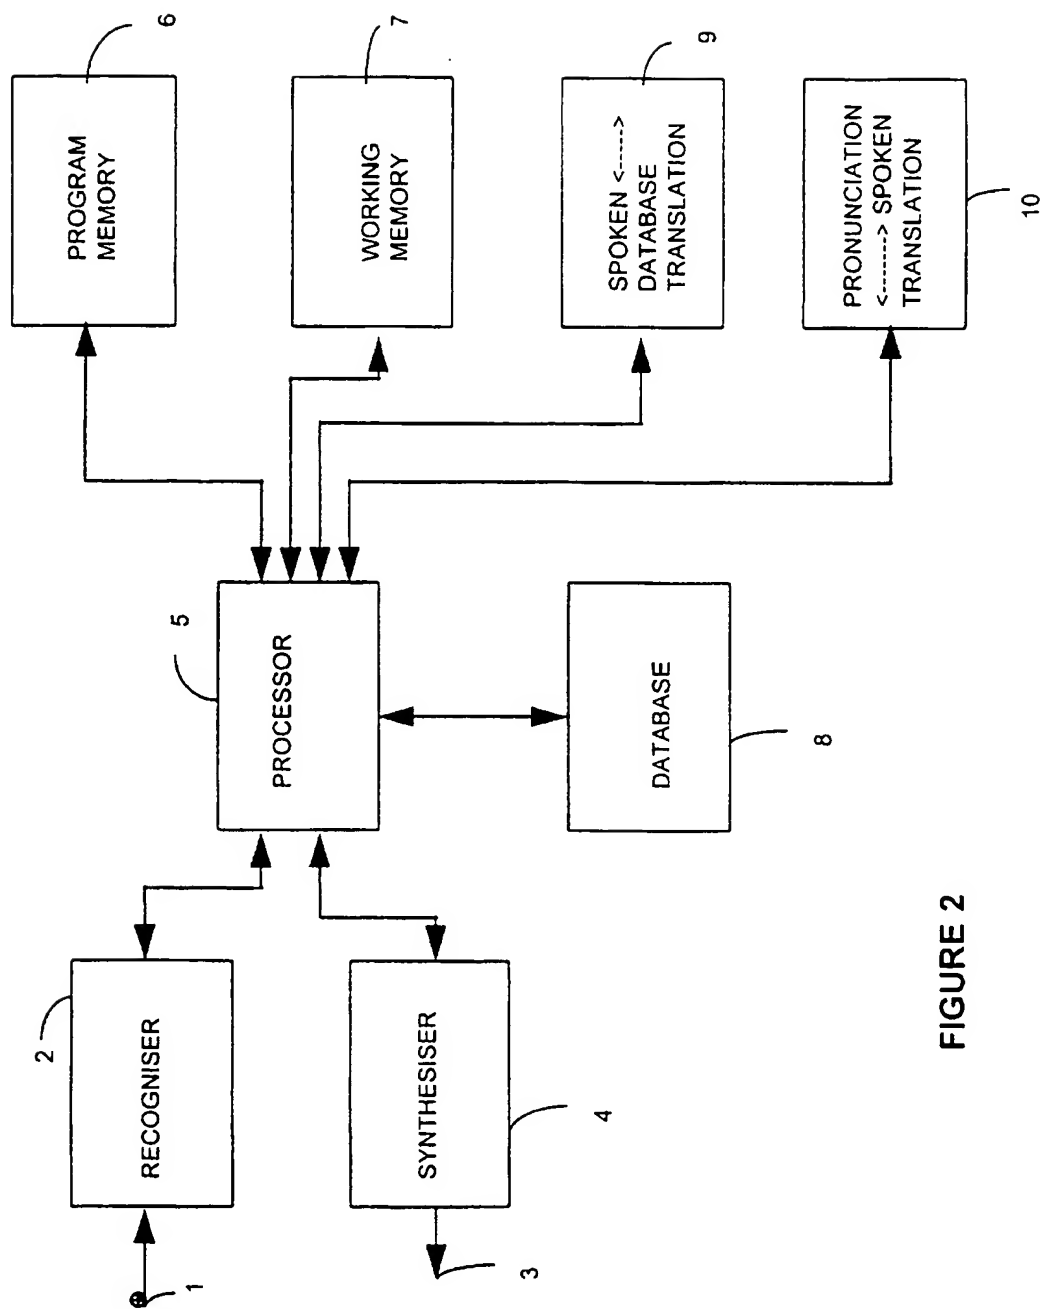 1
2
RECOGNISER
3
4
SYNTHESISER
5
PROCESSOR
8
DATABASE
6
PROGRAM
MEMORY
7
WORKING
MEMORY
9
SPOKEN <----->
DATABASE
TRANSLATION
10
PRONUNCIATION
<-------> SPOKEN
TRANSLATION
FIGURE 2